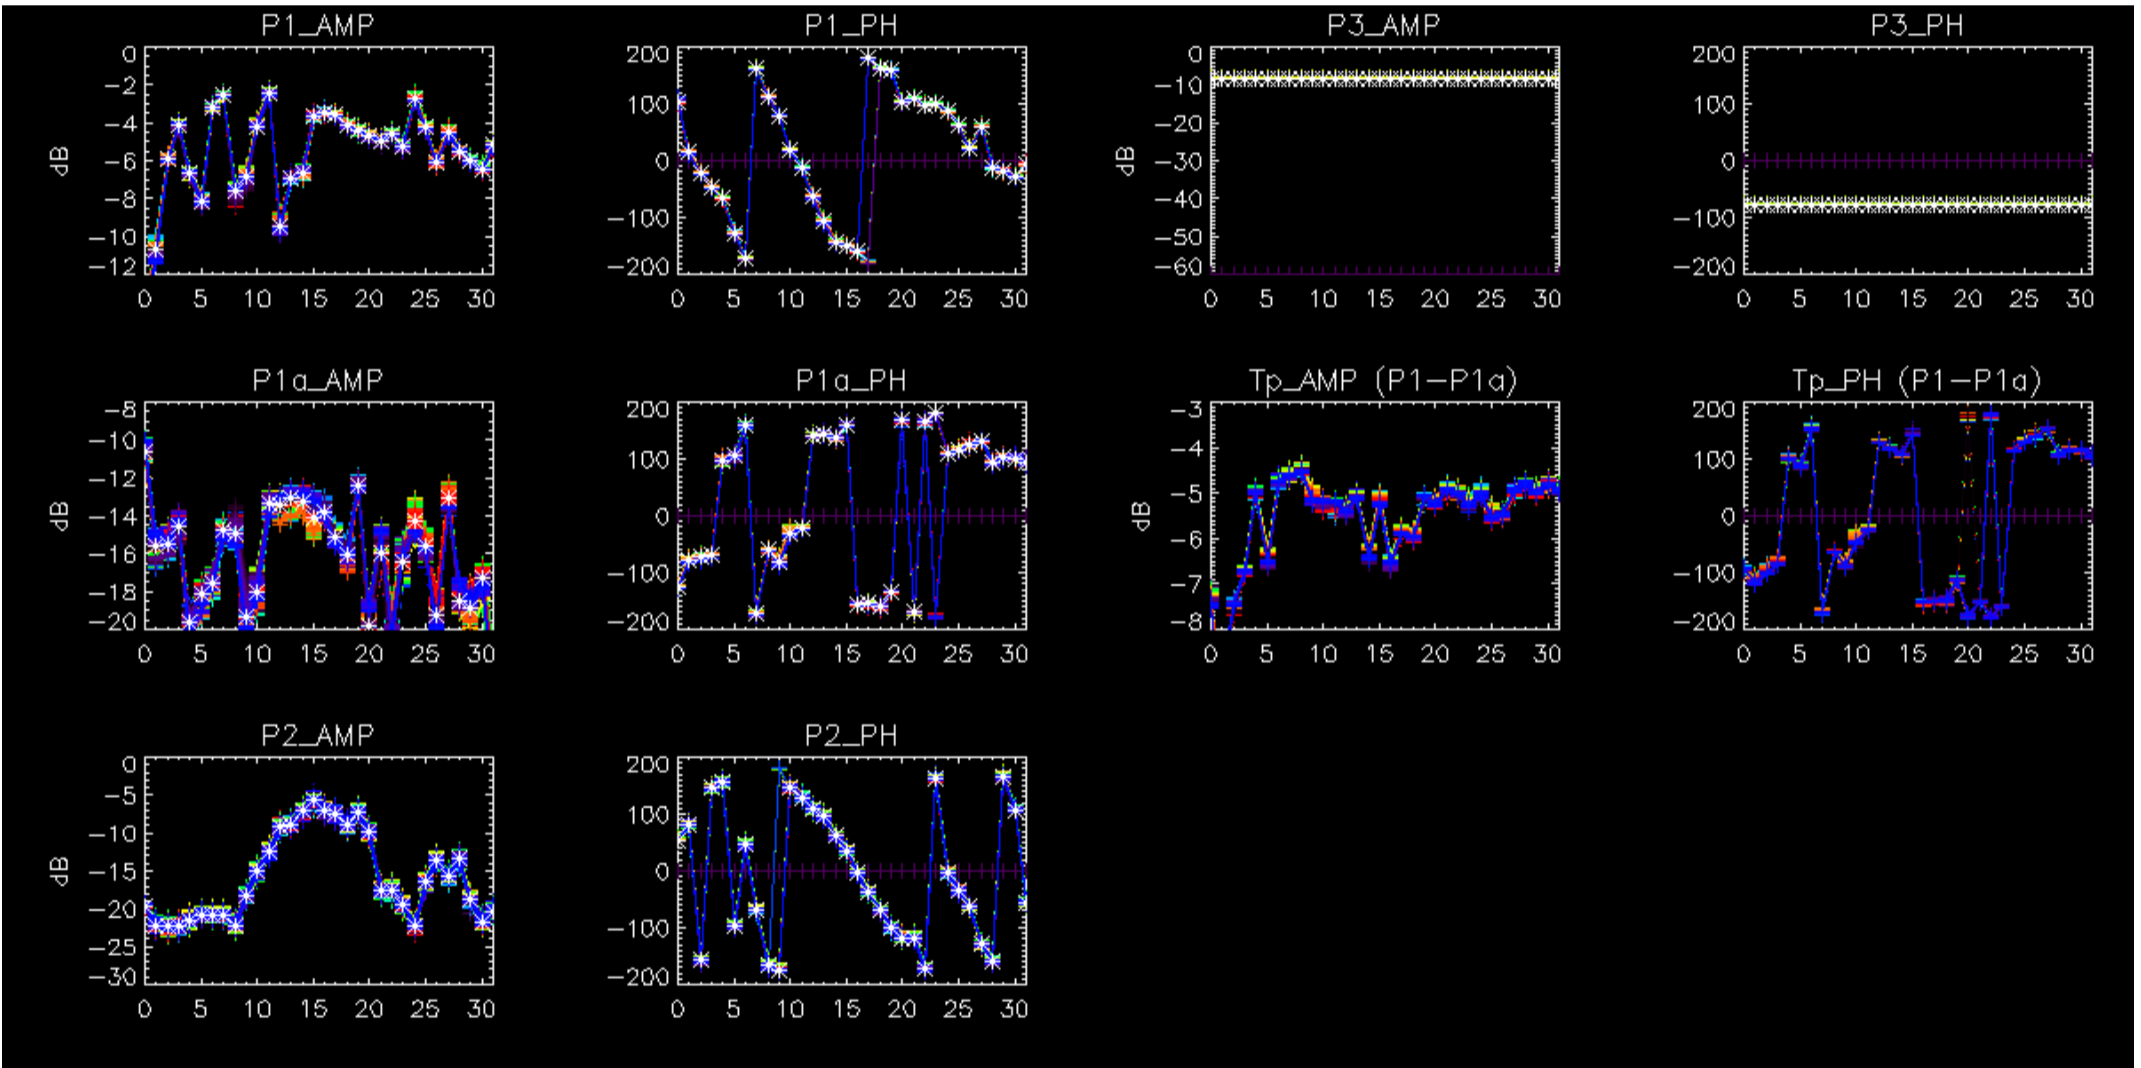 P1_AMP
dB
0
−2
−4
−6
−8
−10
−12
0 5 10 15 20 25 30
P1_PH
200
100
0
−100
−200
0 5 10 15 20 25 30
P3_AMP
dB
0
−10
−20
−30
−40
−50
−60
0 5 10 15 20 25 30
P3_PH
200
100
0
−100
−200
0 5 10 15 20 25 30
P1a_AMP
dB
−8
−10
−12
−14
−16
−18
−20
0 5 10 15 20 25 30
P1a_PH
200
100
0
−100
−200
0 5 10 15 20 25 30
Tp_AMP (P1−P1a)
dB
−3
−4
−5
−6
−7
−8
0 5 10 15 20 25 30
Tp_PH (P1−P1a)
200
100
0
−100
−200
0 5 10 15 20 25 30
P2_AMP
dB
0
−5
−10
−15
−20
−25
−30
0 5 10 15 20 25 30
P2_PH
200
100
0
−100
−200
0 5 10 15 20 25 30